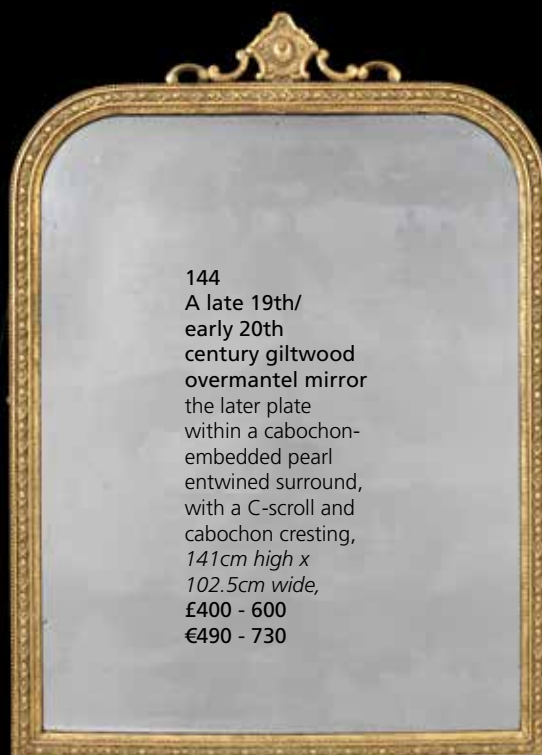 144
A late 19th/
early 20th
century giltwood
overmantel mirror
the later plate
within a cabochon-
embedded pearl
entwined surround,
with a C-scroll and
cabochon cresting,
141cm high x
102.5cm wide,
£400 - 600
€490 - 730